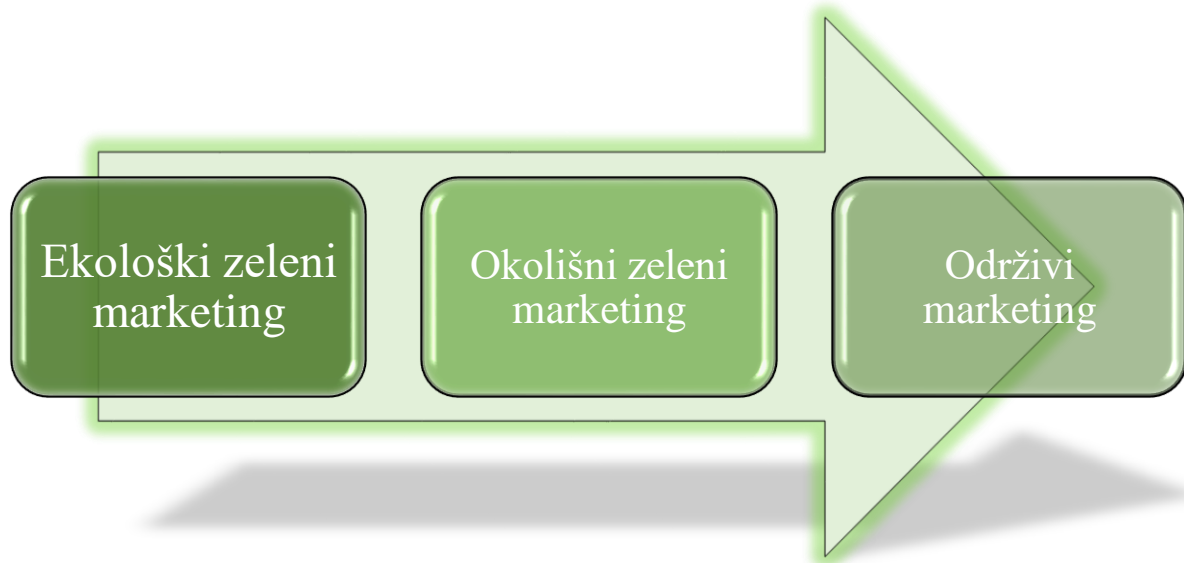 Ekološki zeleni
marketing
Okolišni zeleni
marketing
Održivi
marketing